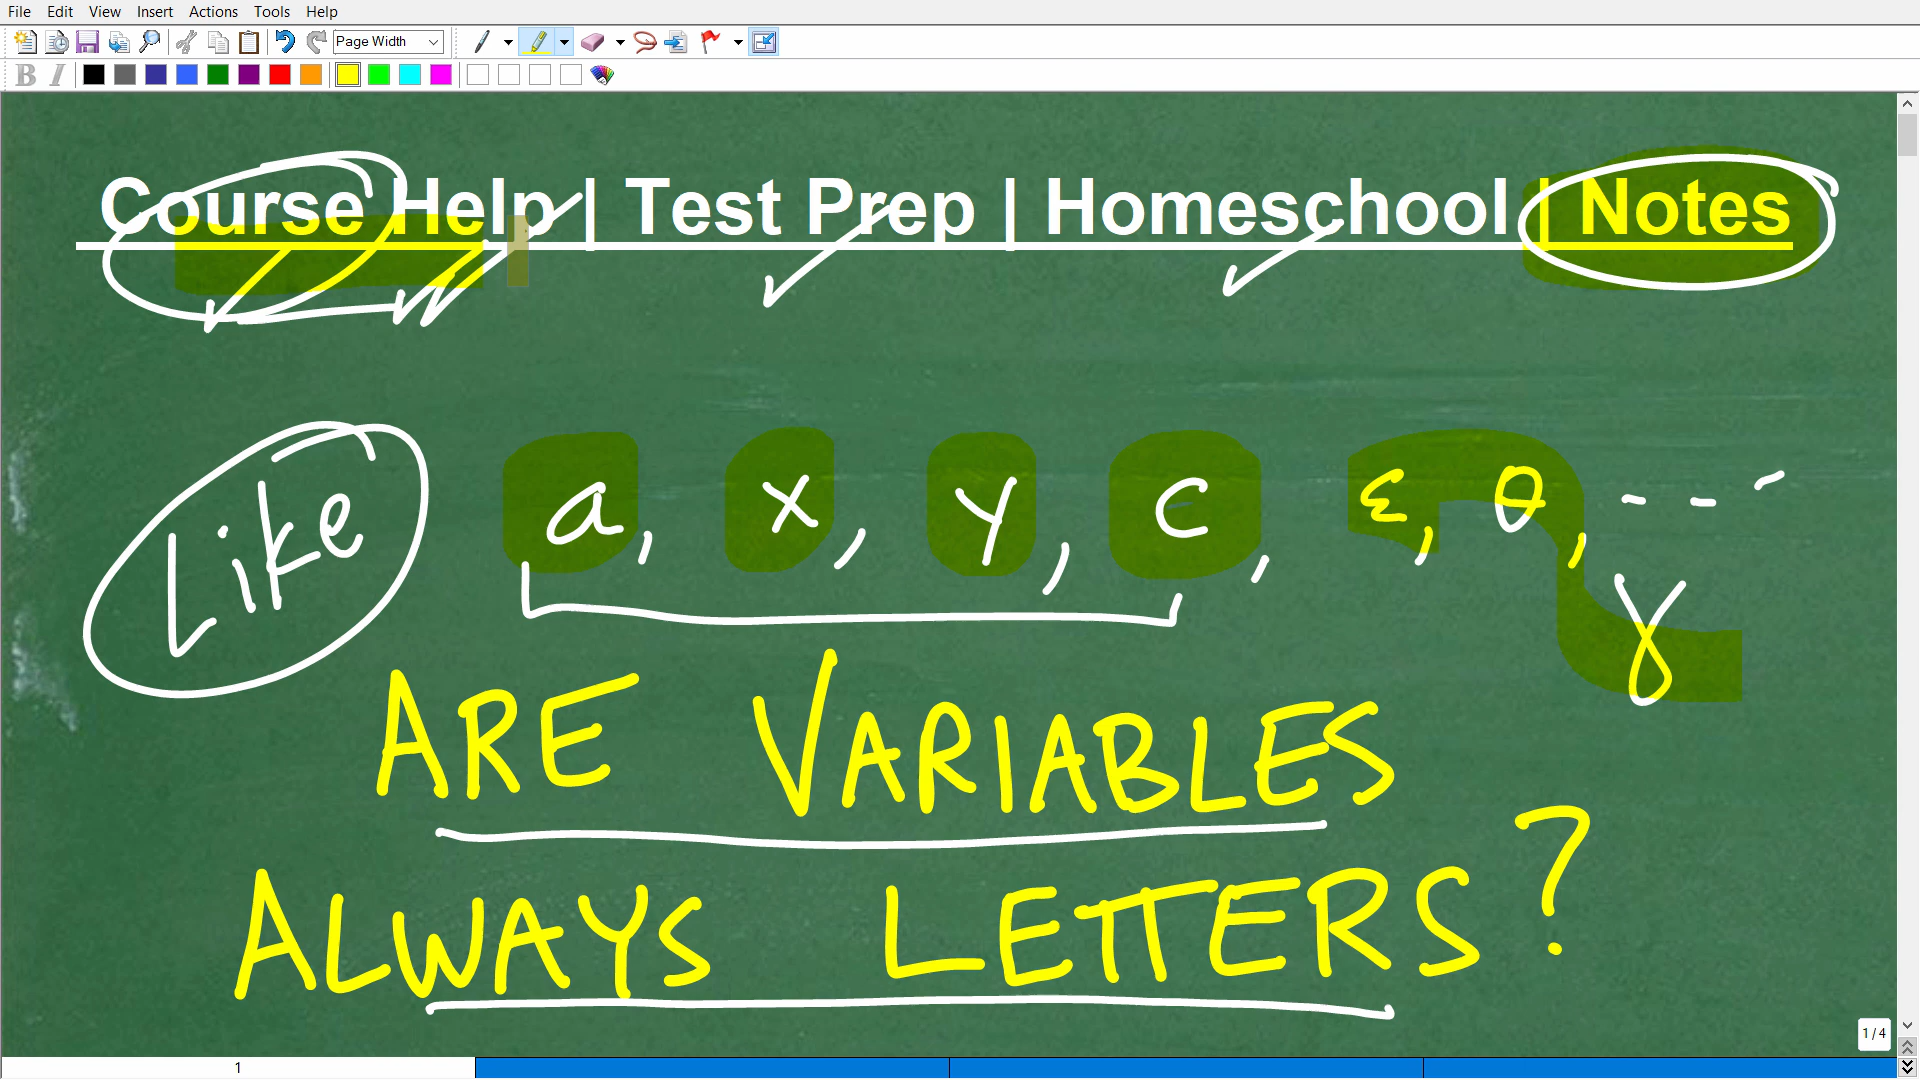 File Edit View Insert Actions Tools Help
Page Width
B I
Course Help | Test Prep | Homeschool | Notes
Like a, x, y, c, ε, θ, ---
γ
ARE VARIABLES
ALWAYS LETTERS?
1 / 4
1